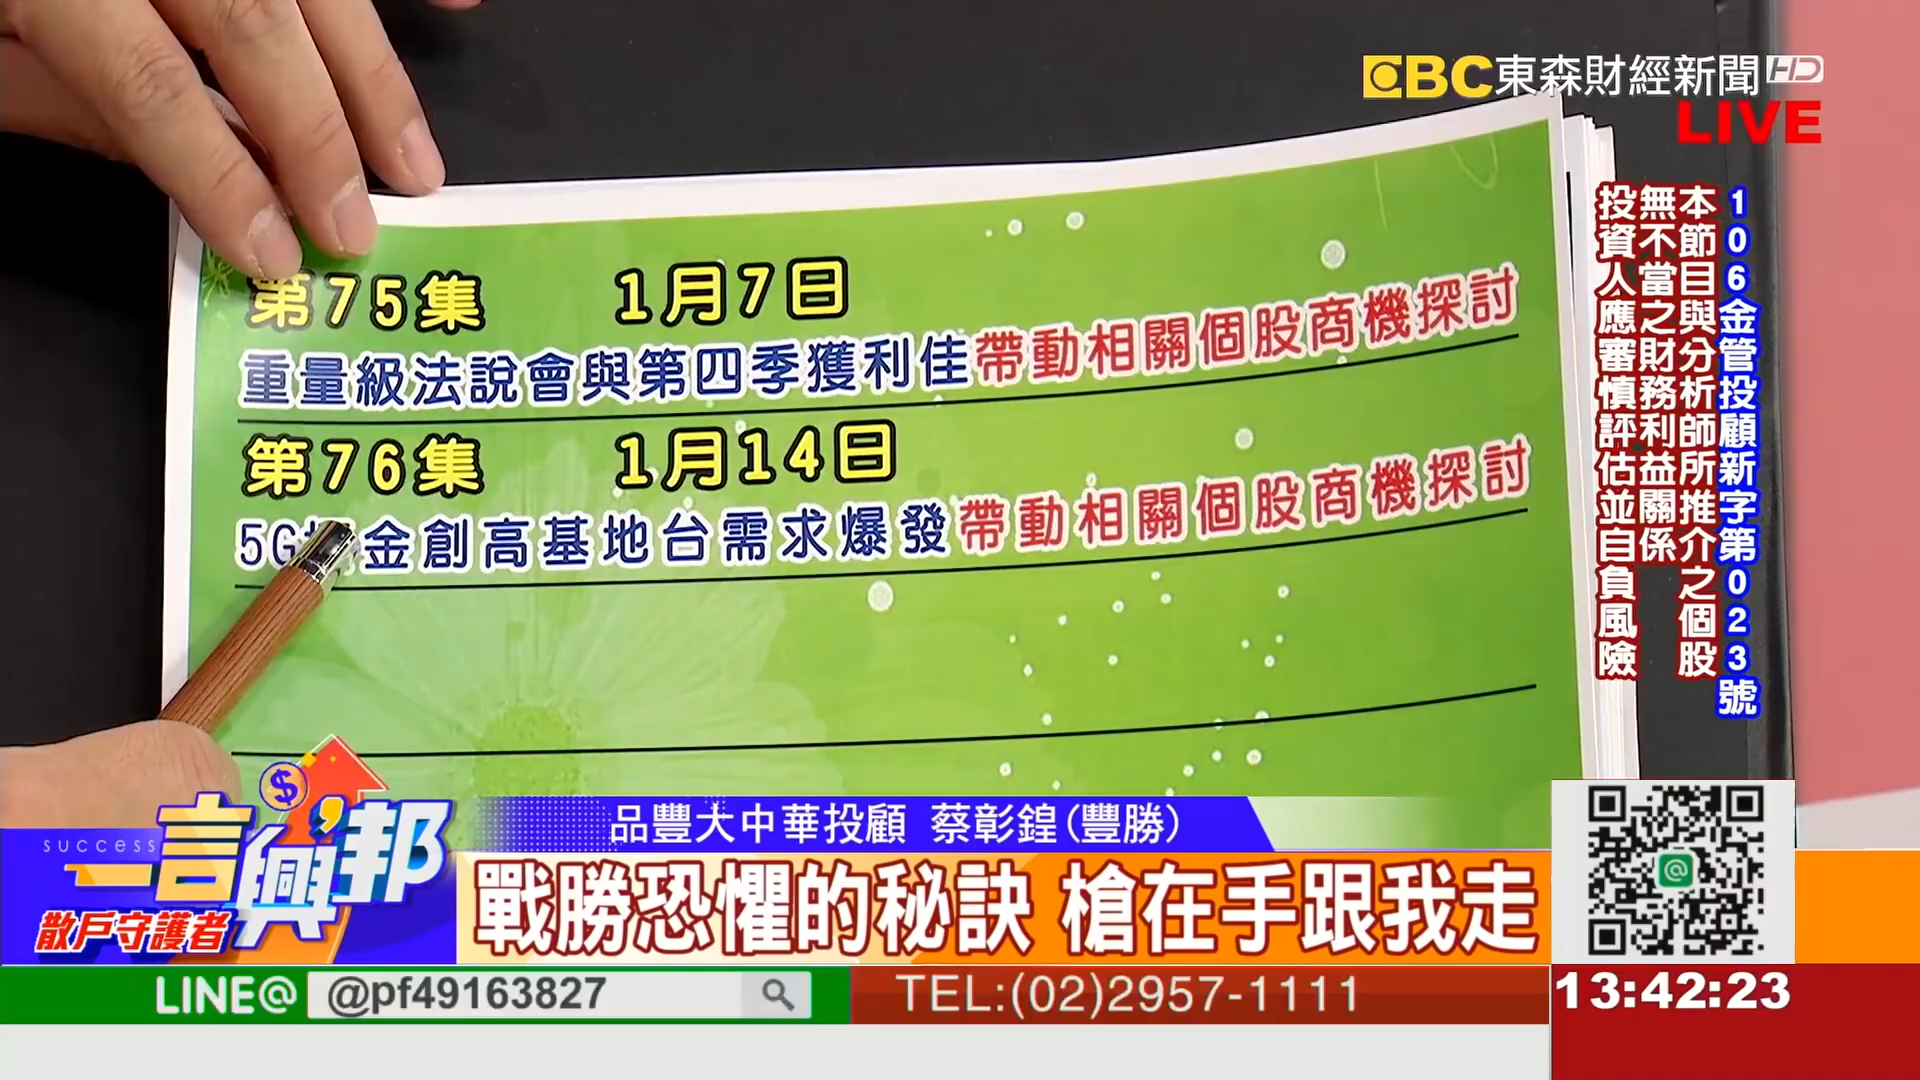 EBC東森財經新聞HD
LIVE
106金管投顧新字第023號
本節目與分析師所推介之個股
無不當之財務利益關係
投資人應審慎評估並自負風險
第75集 1月7日
重量級法說會與第四季獲利佳帶動相關個股商機探討
第76集 1月14日
5G 金創高基地台需求爆發帶動相關個股商機探討
success
一言興邦
散戶守護者
品豐大中華投顧 蔡彰鍠(豐勝)
戰勝恐懼的秘訣 槍在手跟我走
LINE@ @pf49163827
TEL:(02)2957-1111
13:42:23